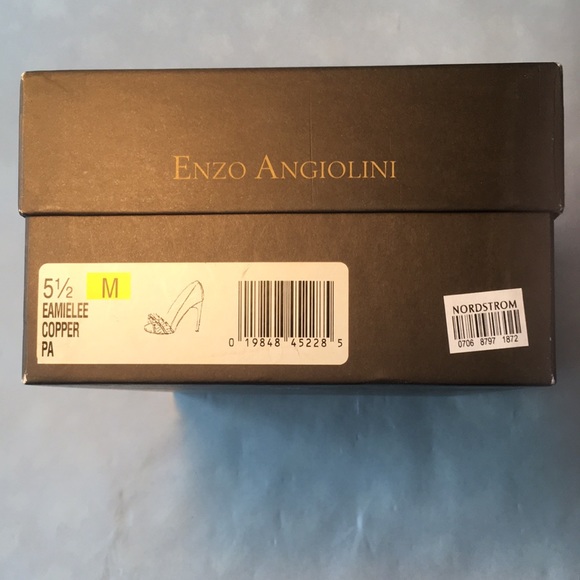 ENZO ANGIOLINI
5½ M
EAMIELEE
COPPER
PA
0 19848 45228 5
NORDSTROM
0706 8797 1872